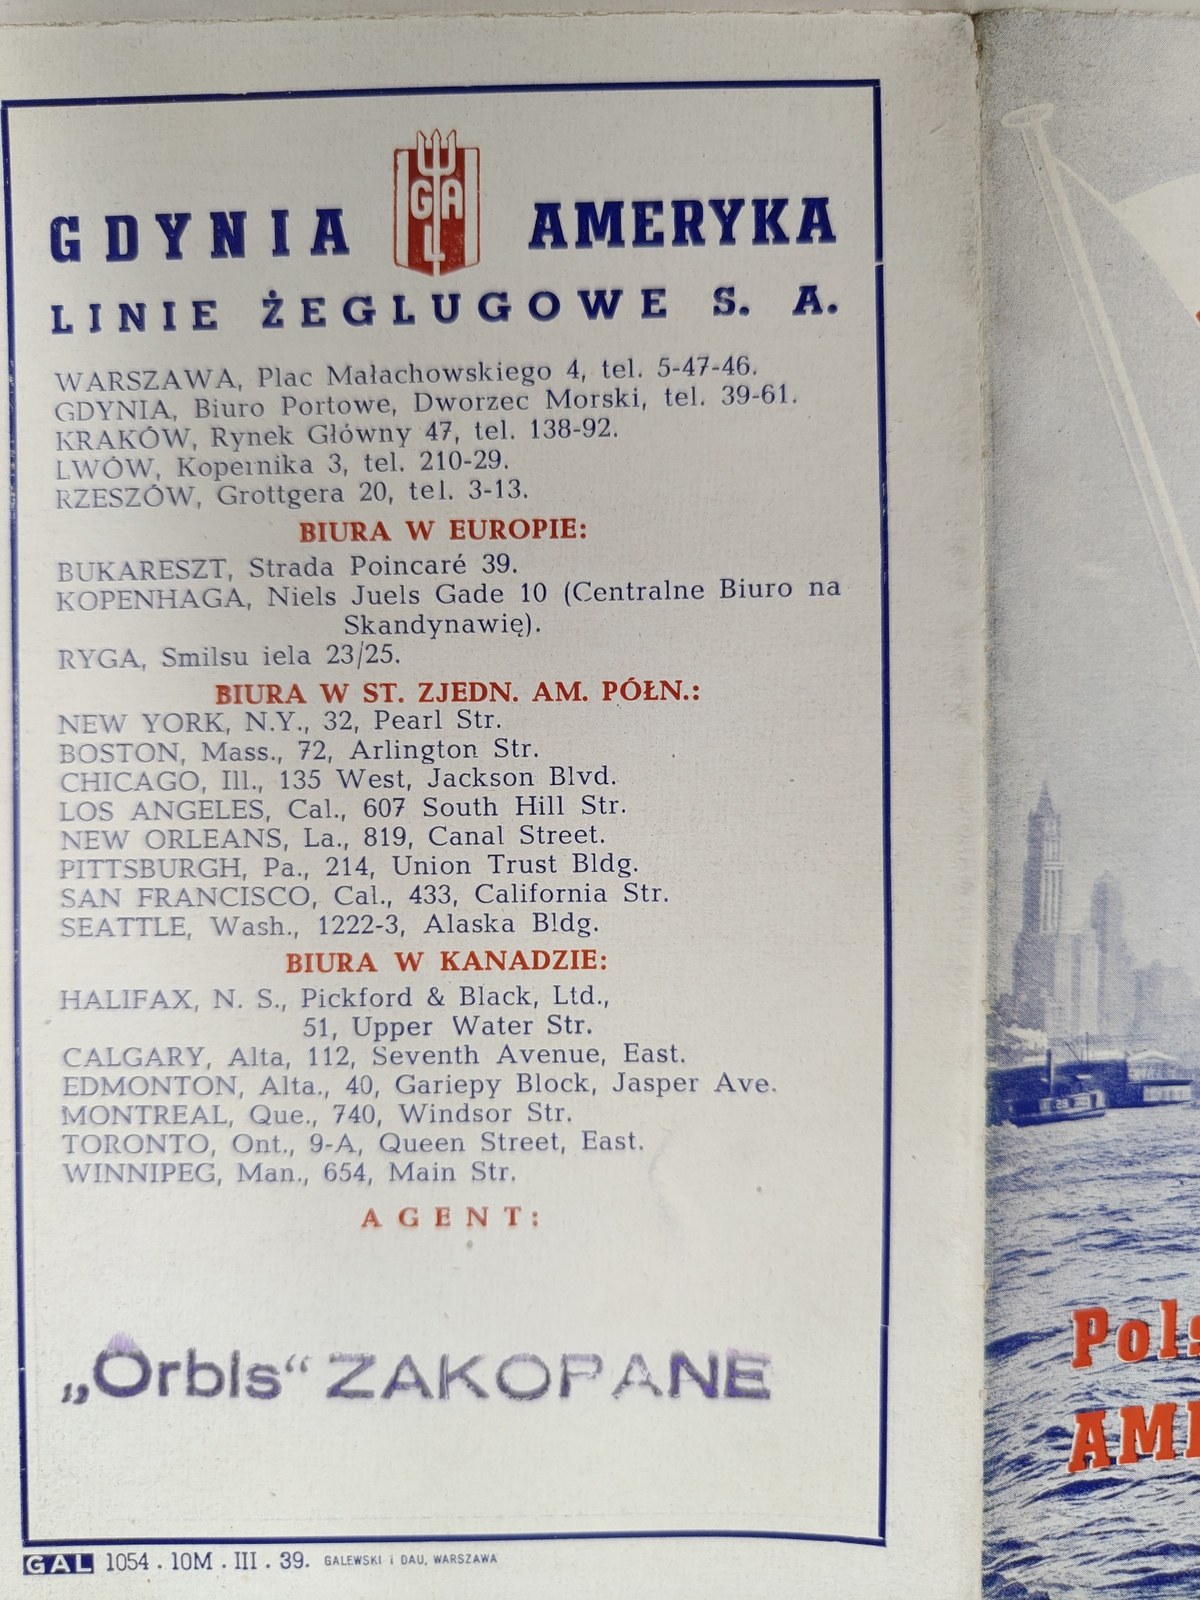 GDYNIA GAL AMERYKA
LINIE ŻEGLUGOWE S. A.
WARSZAWA, Plac Małachowskiego 4, tel. 5-47-46.
GDYNIA, Biuro Portowe, Dworzec Morski, tel. 39-61.
KRAKÓW, Rynek Główny 47, tel. 138-92.
LWÓW, Kopernika 3, tel. 210-29.
RZESZÓW, Grottgera 20, tel. 3-13.
BIURA W EUROPIE:
BUKARESZT, Strada Poincaré 39.
KOPENHAGA, Niels Juels Gade 10 (Centralne Biuro na
Skandynawię).
RYGA, Smilsu iela 23/25.
BIURA W ST. ZJEDN. AM. PÓŁN.:
NEW YORK, N.Y., 32, Pearl Str.
BOSTON, Mass., 72, Arlington Str.
CHICAGO, Ill., 135 West, Jackson Blvd.
LOS ANGELES, Cal., 607 South Hill Str.
NEW ORLEANS, La., 819, Canal Street.
PITTSBURGH, Pa., 214, Union Trust Bldg.
SAN FRANCISCO, Cal., 433, California Str.
SEATTLE, Wash., 1222-3, Alaska Bldg.
BIURA W KANADZIE:
HALIFAX, N. S., Pickford & Black, Ltd.,
51, Upper Water Str.
CALGARY, Alta, 112, Seventh Avenue, East.
EDMONTON, Alta., 40, Gariepy Block, Jasper Ave.
MONTREAL, Que., 740, Windsor Str.
TORONTO, Ont., 9-A, Queen Street, East.
WINNIPEG, Man., 654, Main Str.
AGENT:
„Orbis“ ZAKOPANE
GAL 1054 . 10M . III . 39. GALEWSKI i DAU, WARSZAWA
Pols
AME